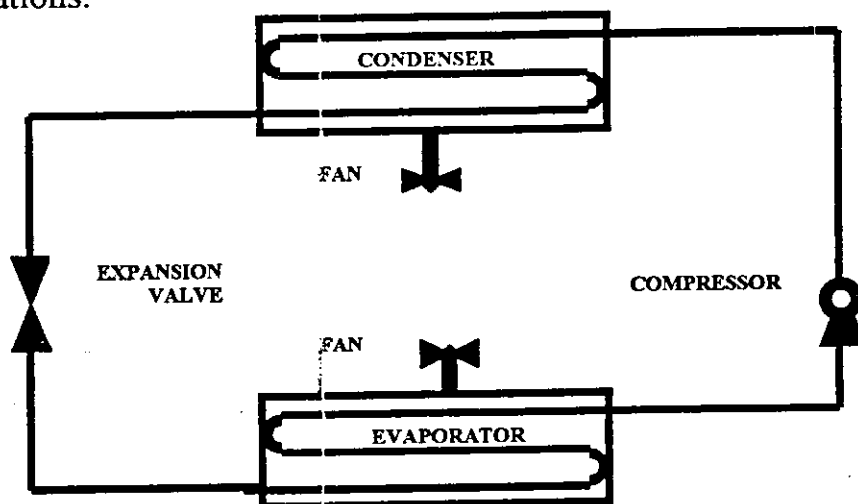 CONDENSER
FAN
EXPANSION
VALVE
COMPRESSOR
FAN
EVAPORATOR